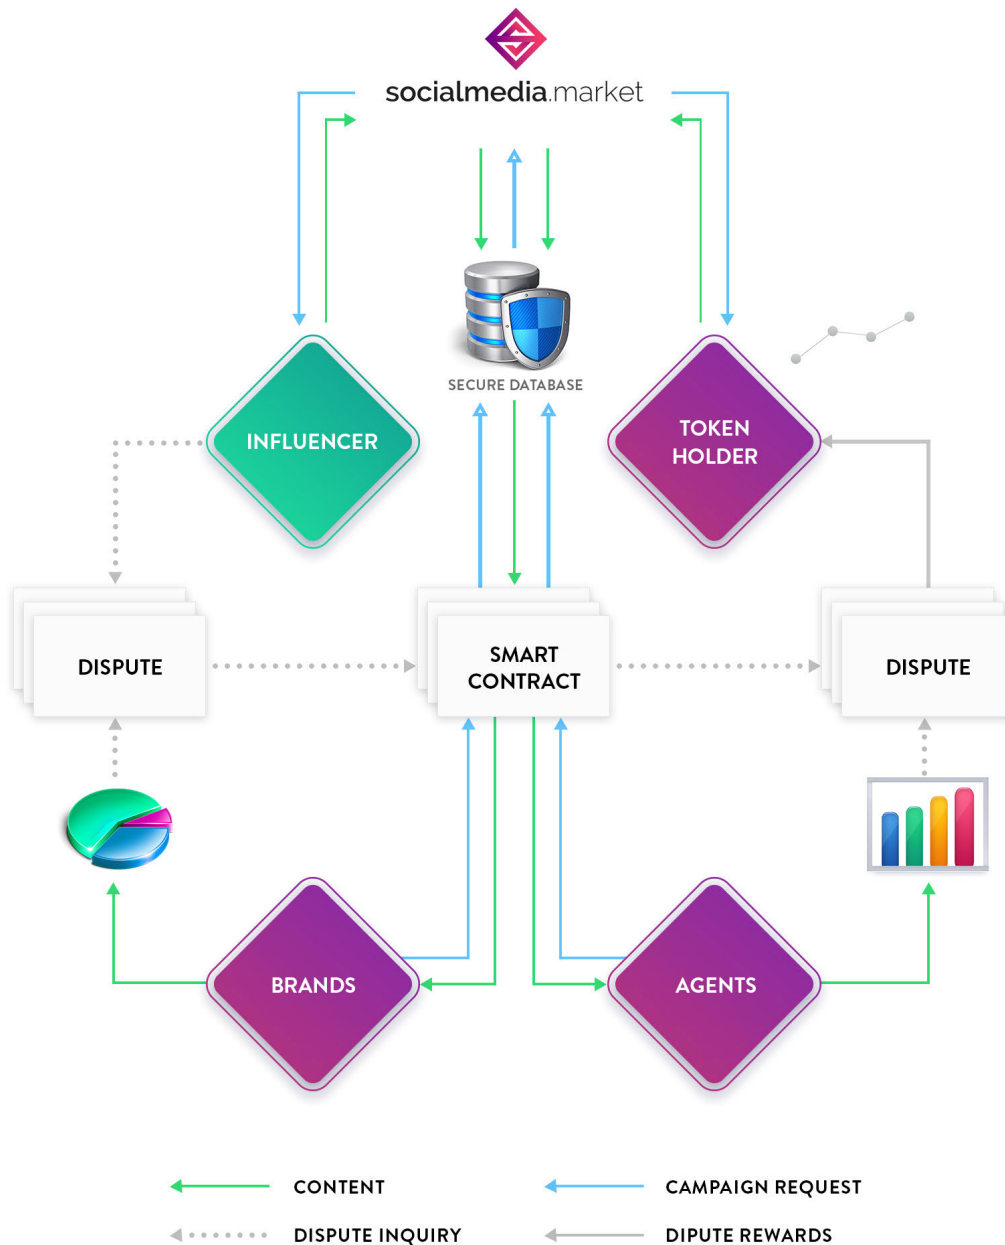 socialmedia.market
SECURE DATABASE
INFLUENCER
TOKEN
HOLDER
DISPUTE
SMART
CONTRACT
DISPUTE
BRANDS
AGENTS
CONTENT
CAMPAIGN REQUEST
DISPUTE INQUIRY
DIPUTE REWARDS